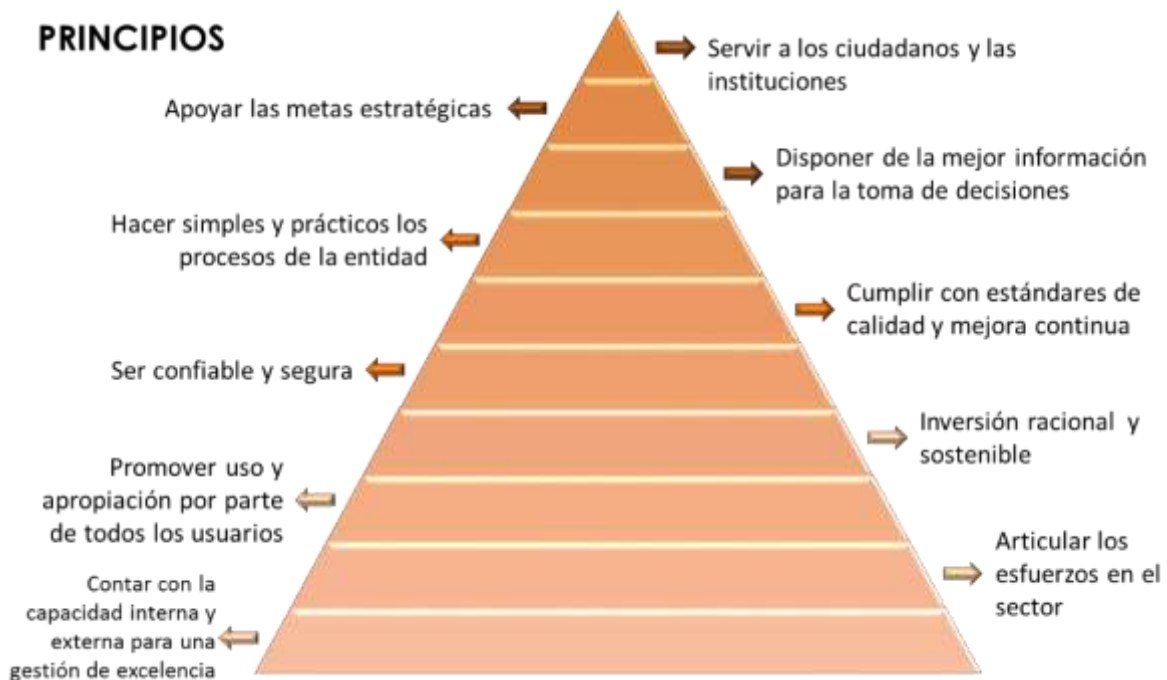 PRINCIPIOS
Servir a los ciudadanos y las
instituciones
Apoyar las metas estratégicas
Disponer de la mejor información
para la toma de decisiones
Hacer simples y prácticos los
procesos de la entidad
Cumplir con estándares de
calidad y mejora continua
Ser confiable y segura
Inversión racional y
sostenible
Promover uso y
apropiación por parte
de todos los usuarios
Articular los
esfuerzos en el
sector
Contar con la
capacidad interna y
externa para una
gestión de excelencia